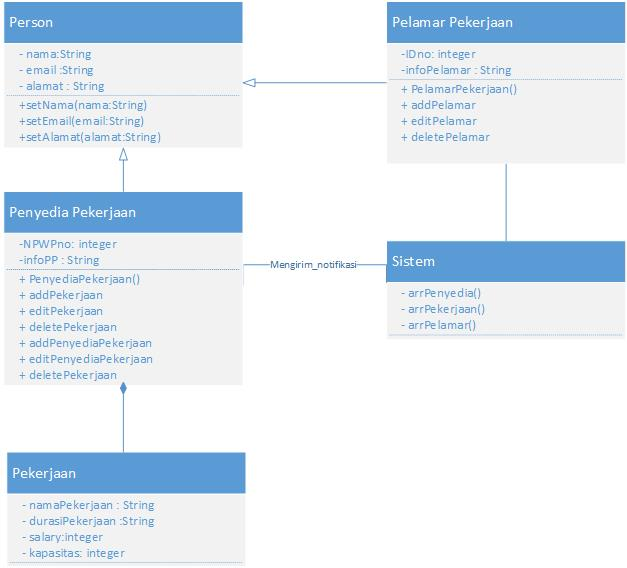 Person
- nama:String
- email :String
- alamat : String
+setNama(nama:String)
+setEmail(email:String)
+setAlamat(alamat:String)
Pelamar Pekerjaan
-IDno: integer
-infoPelamar : String
+ PelamarPekerjaan()
+ addPelamar
+ editPelamar
+ deletePelamar
Penyedia Pekerjaan
-NPWPno: integer
-infoPP : String
+ PenyediaPekerjaan()
+ addPekerjaan
+ editPekerjaan
+ deletePekerjaan
+ addPenyediaPekerjaan
+ editPenyediaPekerjaan
+ deletePekerjaan
Mengirim_notifikasi
Sistem
- arrPenyedia()
- arrPekerjaan()
- arrPelamar()
Pekerjaan
- namaPekerjaan : String
- durasiPekerjaan :String
- salary:integer
- kapasitas: integer